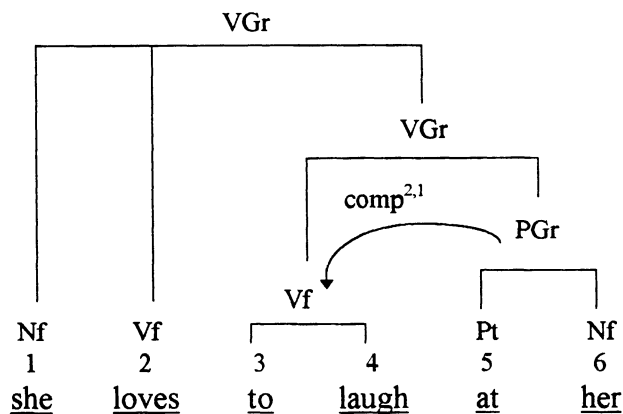 VGr
VGr
comp2,1
PGr
Vf
Nf Vf Pt Nf
1 2 3 4 5 6
she loves to laugh at her